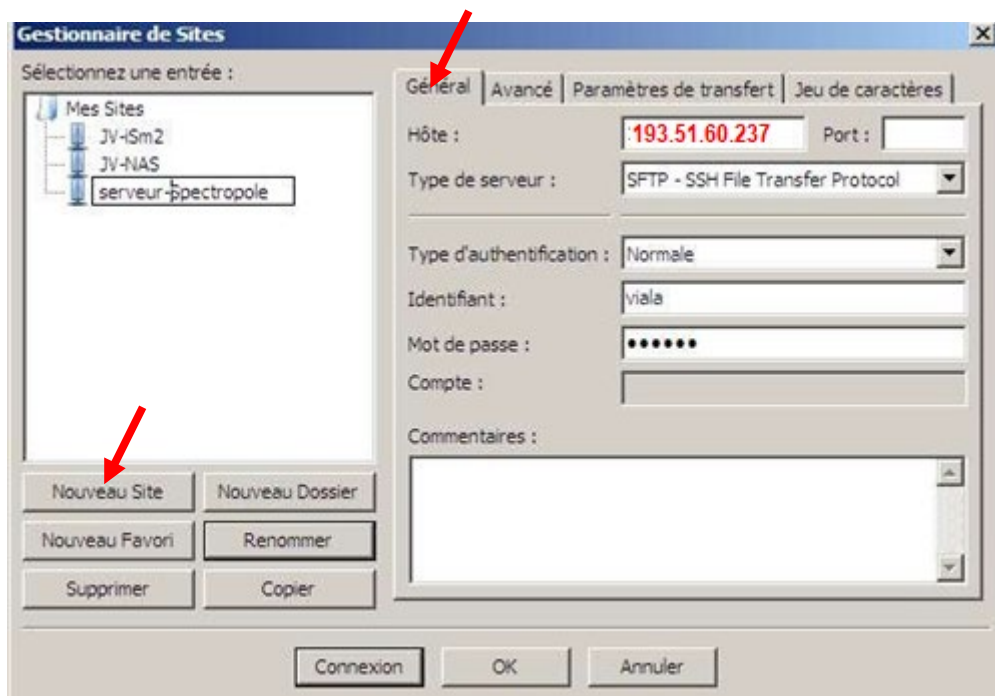 Gestionnaire de Sites
Sélectionnez une entrée :
Mes Sites
JV-iSm2
JV-NAS
serveur-spectropole
Nouveau Site
Nouveau Dossier
Nouveau Favori
Renommer
Supprimer
Copier
Général
Avancé
Paramètres de transfert
Jeu de caractères
Hôte : :193.51.60.237 Port :
Type de serveur : SFTP - SSH File Transfer Protocol
Type d'authentification : Normale
Identifiant : viala
Mot de passe : ••••••
Compte :
Commentaires :
Connexion
OK
Annuler